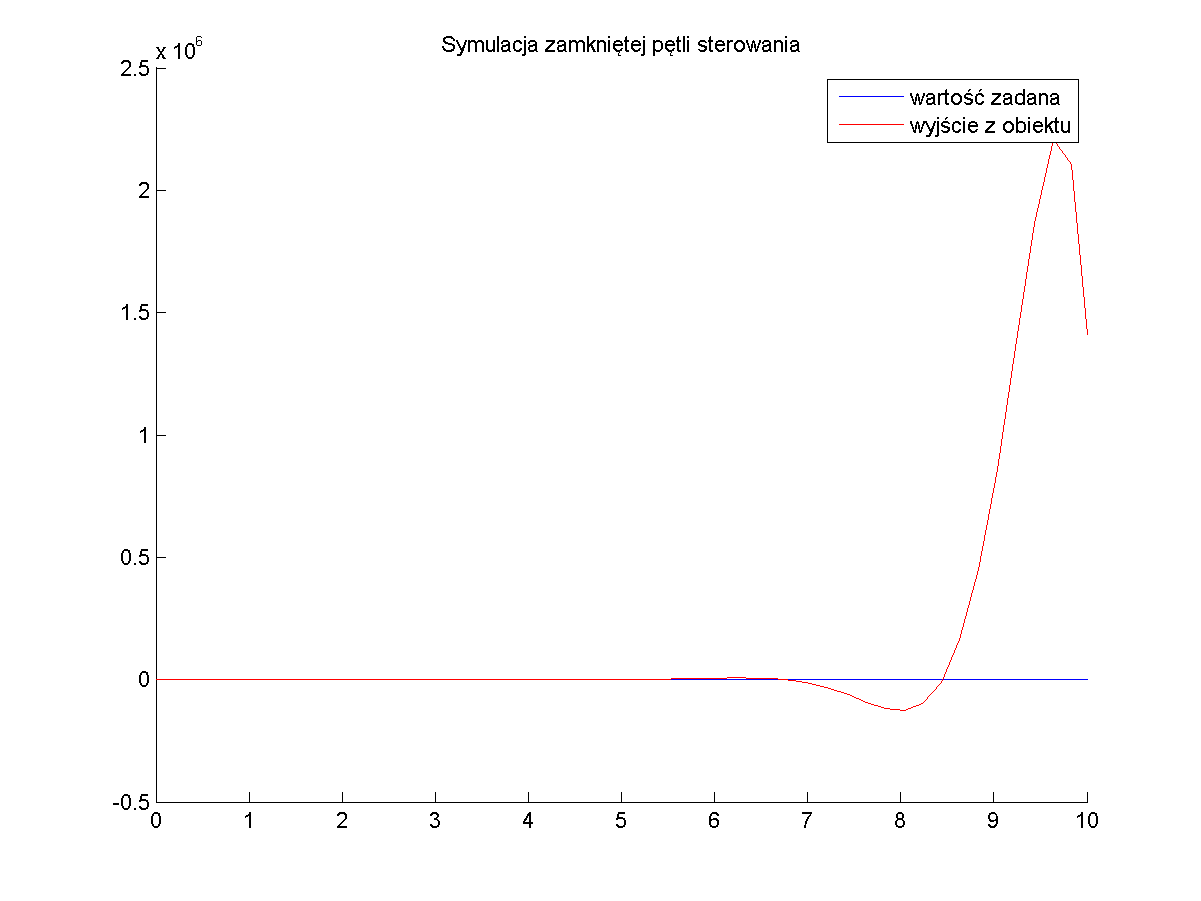 Symulacja zamkniętej pętli sterowania
x 10^6
wartość zadana
wyjście z obiektu
2.5
2
1.5
1
0.5
0
-0.5
0 1 2 3 4 5 6 7 8 9 10